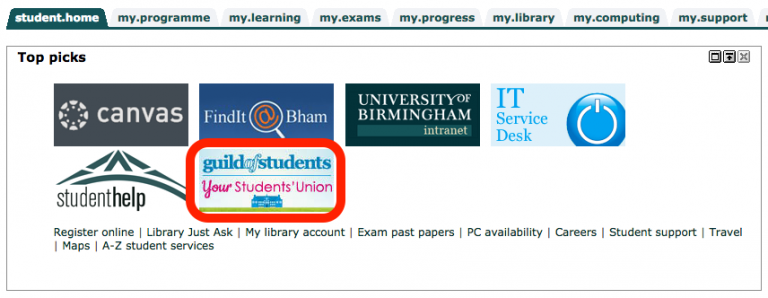 student.home my.programme my.learning my.exams my.progress my.library my.computing my.support
Top picks
canvas
FindIt@Bham
UNIVERSITY OF
BIRMINGHAM
intranet
IT
Service
Desk
studenthelp
guildofstudents
Your Students'Union
Register online | Library Just Ask | My library account | Exam past papers | PC availability | Careers | Student support | Travel
| Maps | A-Z student services